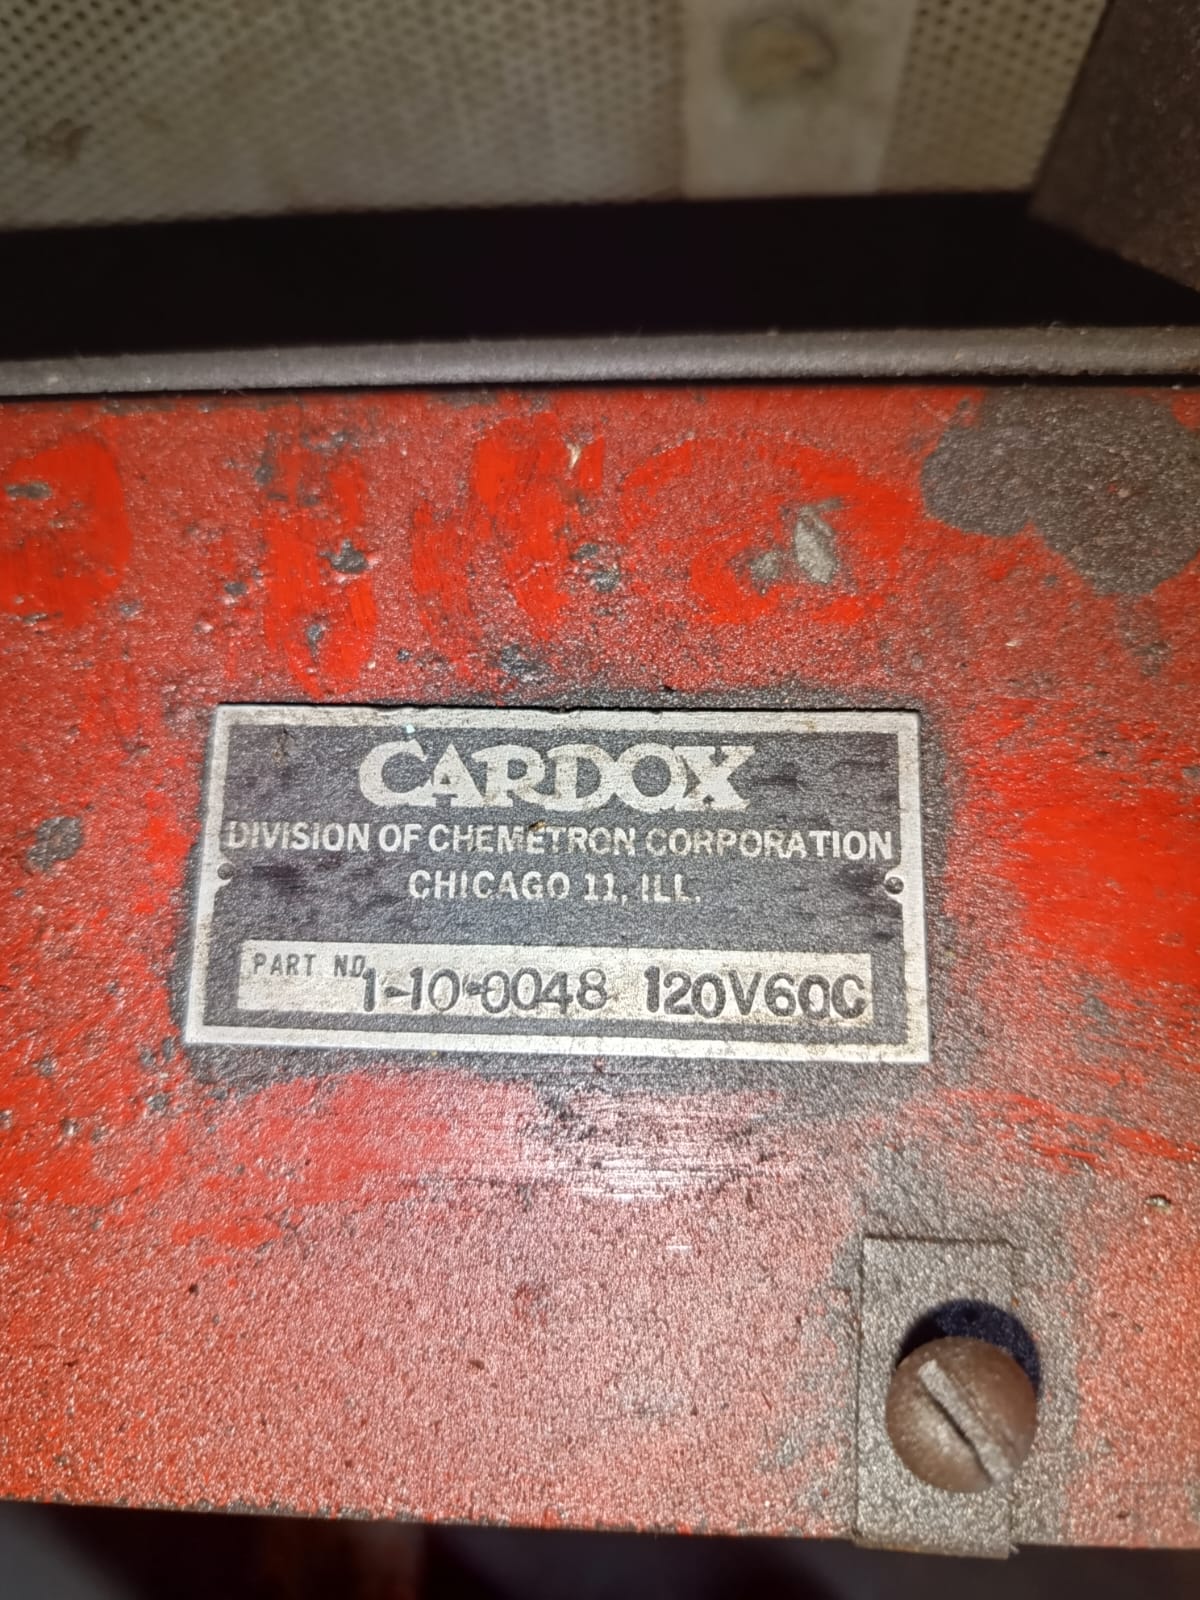 CARDOX
DIVISION OF CHEMETRON CORPORATION
CHICAGO 11, ILL.
PART NO. 1-10-0048 120V60C